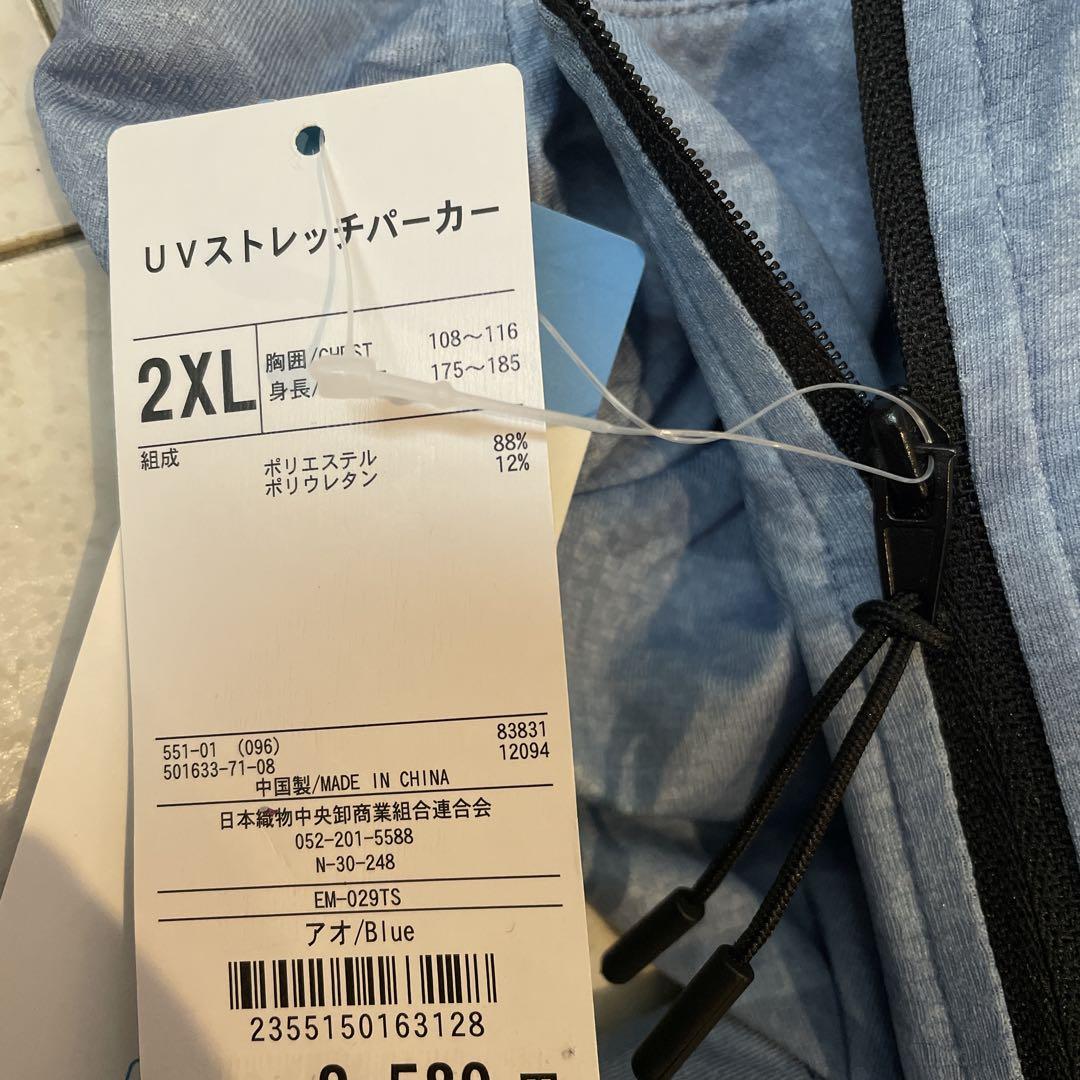 UVストレッチパーカー
2XL
胸囲/CHEST 108～116
身長/ 175～185
組成
ポリエステル 88%
ポリウレタン 12%
551-01 (096) 83831
501633-71-08 12094
中国製/MADE IN CHINA
日本織物中央卸商業組合連合会
052-201-5588
N-30-248
EM-029TS
アオ/Blue
2355150163128